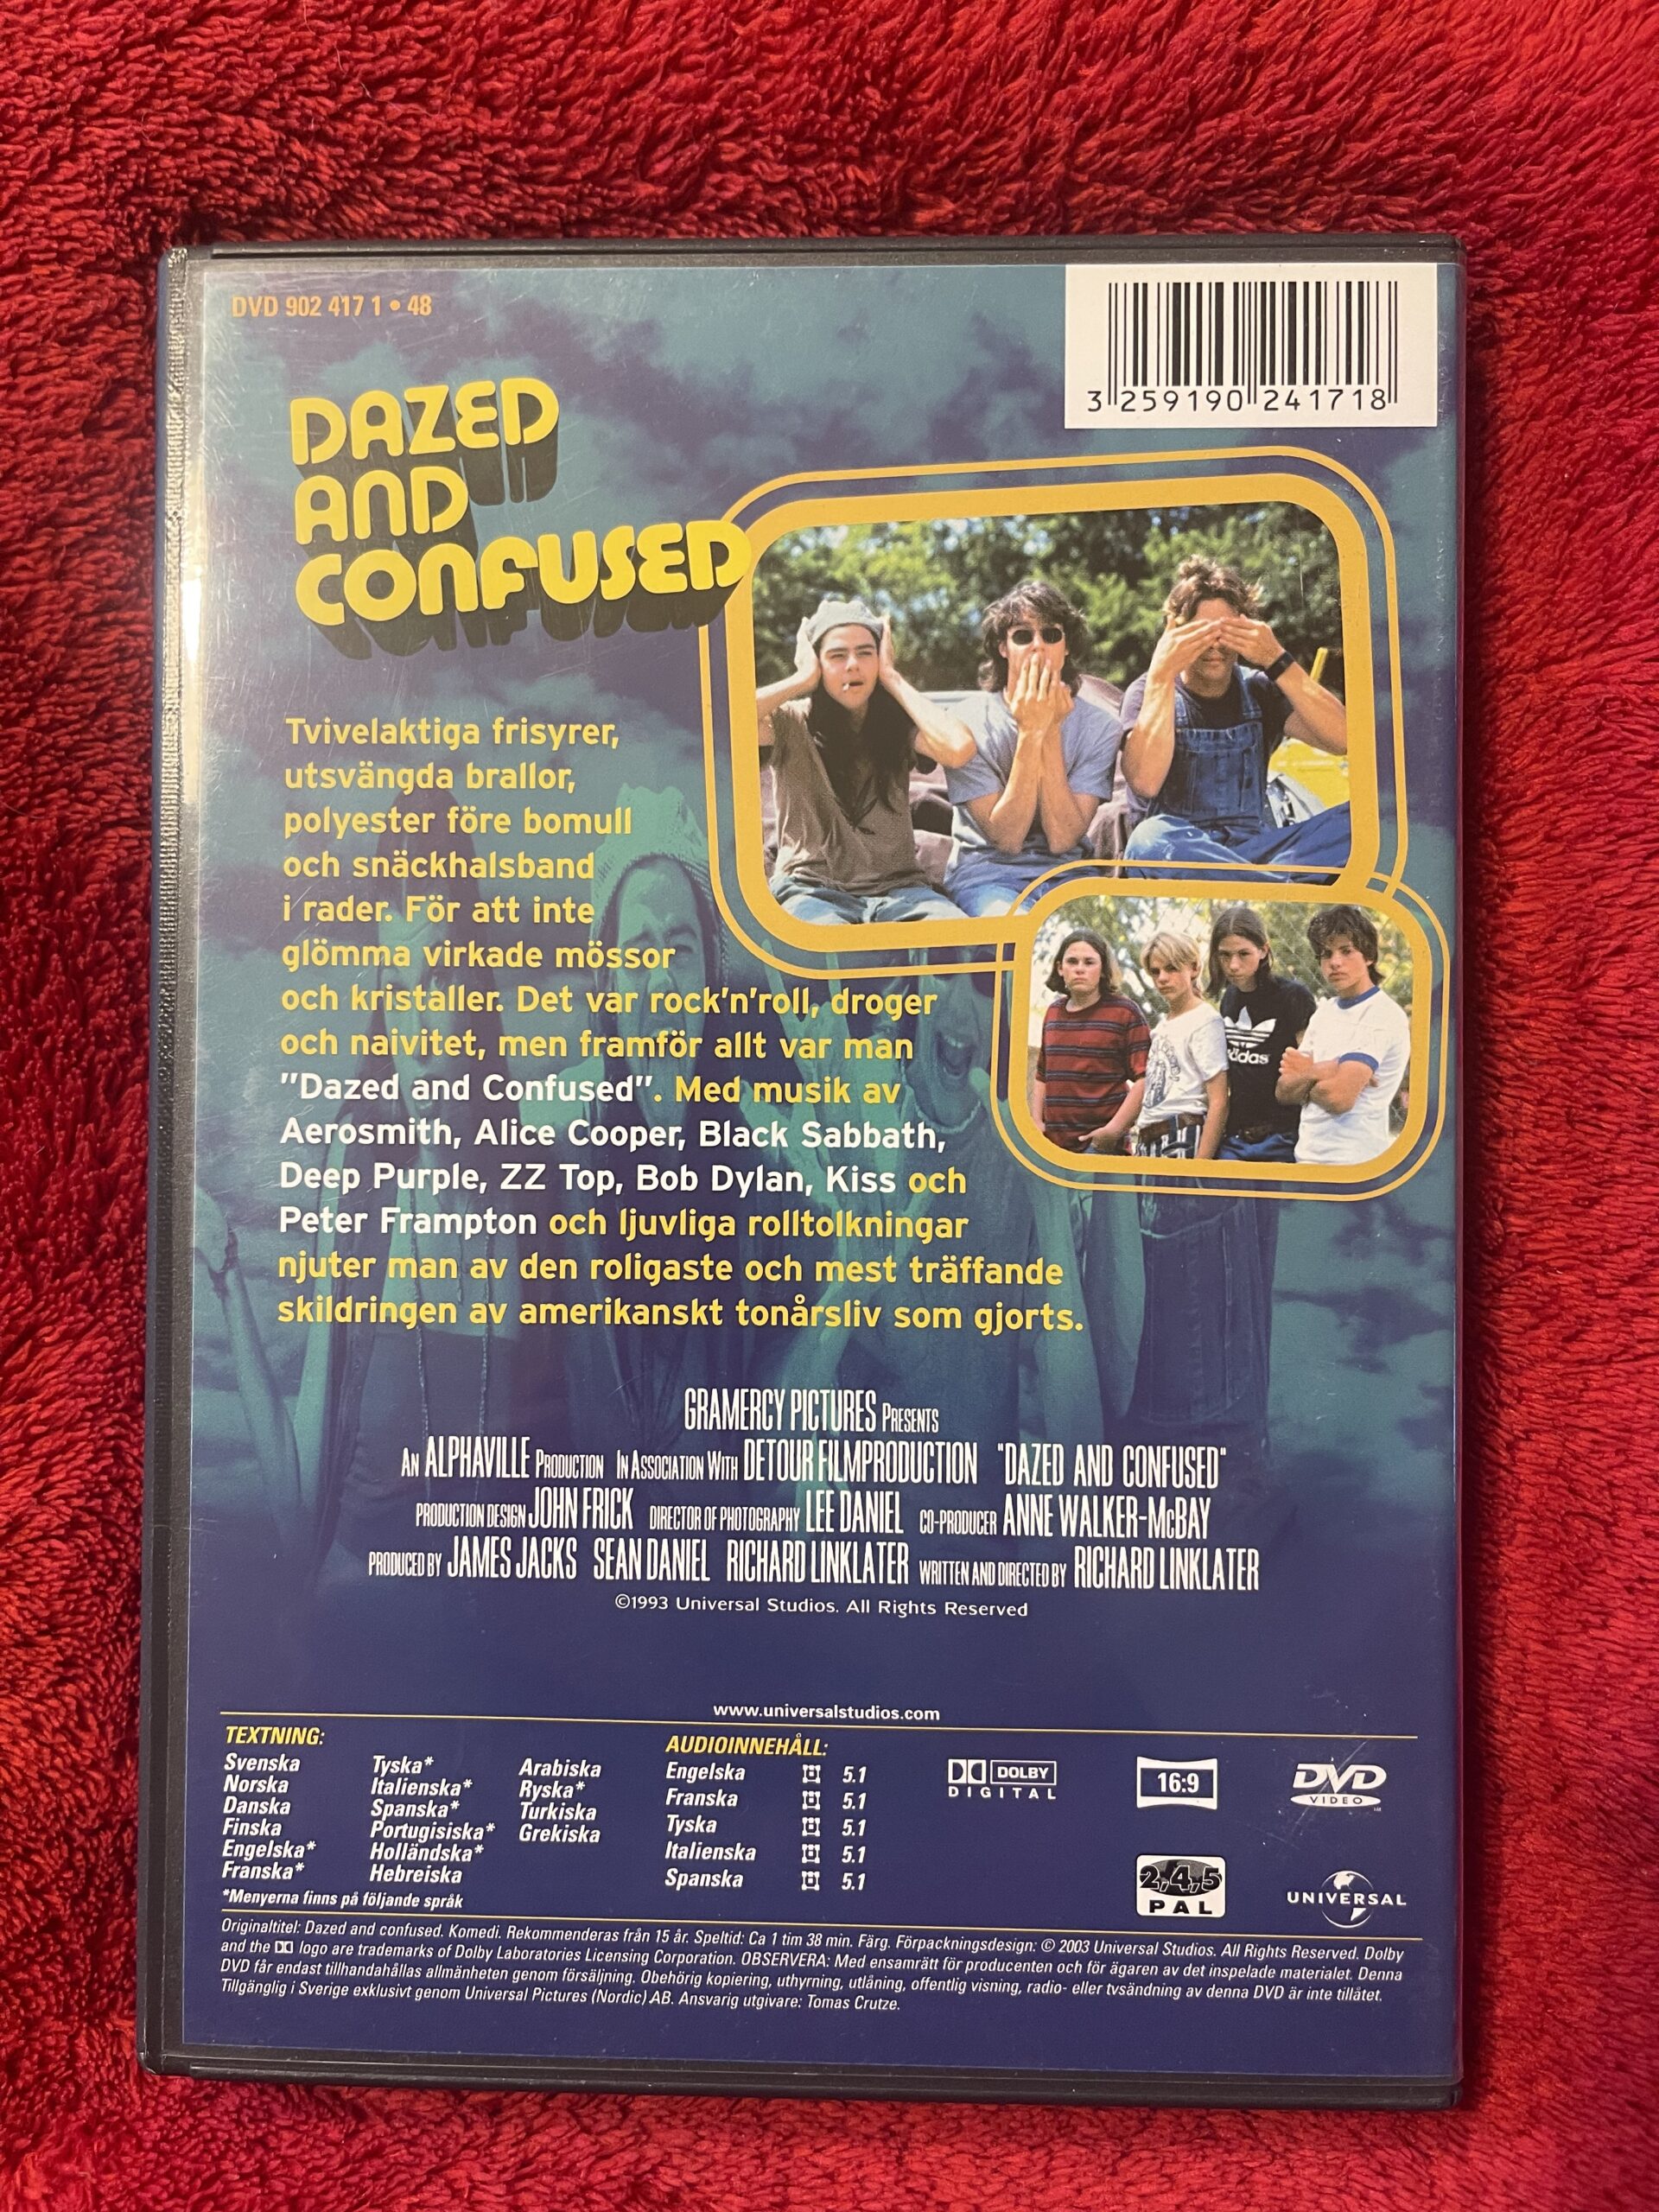 DVD 902 417 1 • 48
3 259190 241718
DAZED
AND
CONFUSED
Tvivelaktiga frisyrer,
utsvängda brallor,
polyester före bomull
och snäckhalsband
i rader. För att inte
glömma virkade mössor
och kristaller. Det var rock'n'roll, droger
och naivitet, men framför allt var man
"Dazed and Confused". Med musik av
Aerosmith, Alice Cooper, Black Sabbath,
Deep Purple, ZZ Top, Bob Dylan, Kiss och
Peter Frampton och ljuvliga rolltolkningar
njuter man av den roligaste och mest träffande
skildringen av amerikanskt tonårsliv som gjorts.
adidas
GRAMERCY PICTURES PRESENTS
AN ALPHAVILLE PRODUCTION IN ASSOCIATION WITH DETOUR FILMPRODUCTION "DAZED AND CONFUSED"
PRODUCTION DESIGN JOHN FRICK DIRECTOR OF PHOTOGRAPHY LEE DANIEL CO-PRODUCER ANNE WALKER-McBAY
PRODUCED BY JAMES JACKS SEAN DANIEL RICHARD LINKLATER WRITTEN AND DIRECTED BY RICHARD LINKLATER
©1993 Universal Studios. All Rights Reserved
www.universalstudios.com
TEXTNING:
Svenska
Norska
Danska
Finska
Engelska*
Franska*
Tyska*
Italienska*
Spanska*
Portugisiska*
Holländska*
Hebreiska
Arabiska
Ryska*
Turkiska
Grekiska
*Menyerna finns på följande språk
AUDIOINNEHÅLL:
Engelska 5.1
Franska 5.1
Tyska 5.1
Italienska 5.1
Spanska 5.1
DOLBY
DIGITAL
16:9
DVD
VIDEO
2,4,5
PAL
UNIVERSAL
Originaltitel: Dazed and confused. Komedi. Rekommenderas från 15 år. Speltid: Ca 1 tim 38 min. Färg. Förpackningsdesign: © 2003 Universal Studios. All Rights Reserved. Dolby
and the logo are trademarks of Dolby Laboratories Licensing Corporation. OBSERVERA: Med ensamrätt för producenten och för ägaren av det inspelade materialet. Denna
DVD får endast tillhandahållas allmänheten genom försäljning. Obehörig kopiering, uthyrning, utlåning, offentlig visning, radio- eller tvsändning av denna DVD är inte tillåtet.
Tillgänglig i Sverige exklusivt genom Universal Pictures (Nordic) AB. Ansvarig utgivare: Tomas Crutze.